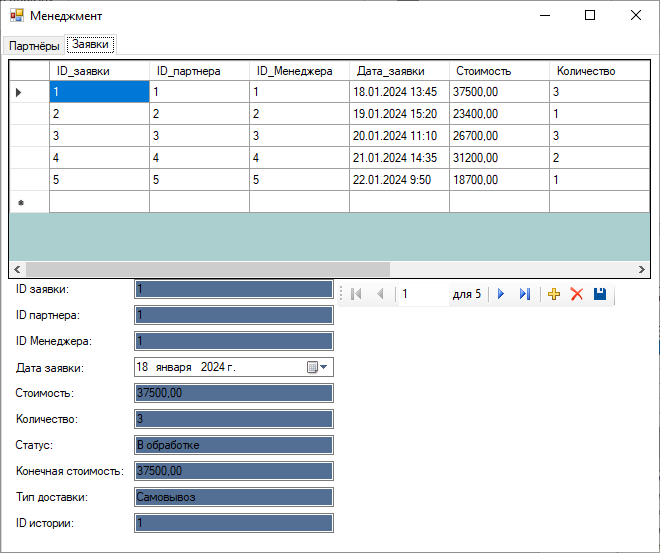 Менеджмент
Партнёры Заявки
ID_заявки ID_партнера ID_Менеджера Дата_заявки Стоимость Количество
1 1 1 18.01.2024 13:45 37500,00 3
2 2 2 19.01.2024 15:20 23400,00 1
3 3 3 20.01.2024 11:10 26700,00 3
4 4 4 21.01.2024 14:35 31200,00 2
5 5 5 22.01.2024 9:50 18700,00 1
ID заявки: 1 1 для 5
ID партнера: 1
ID Менеджера: 1
Дата заявки: 18 января 2024 г.
Стоимость: 37500,00
Количество: 3
Статус: В обработке
Конечная стоимость: 37500,00
Тип доставки: Самовывоз
ID истории: 1